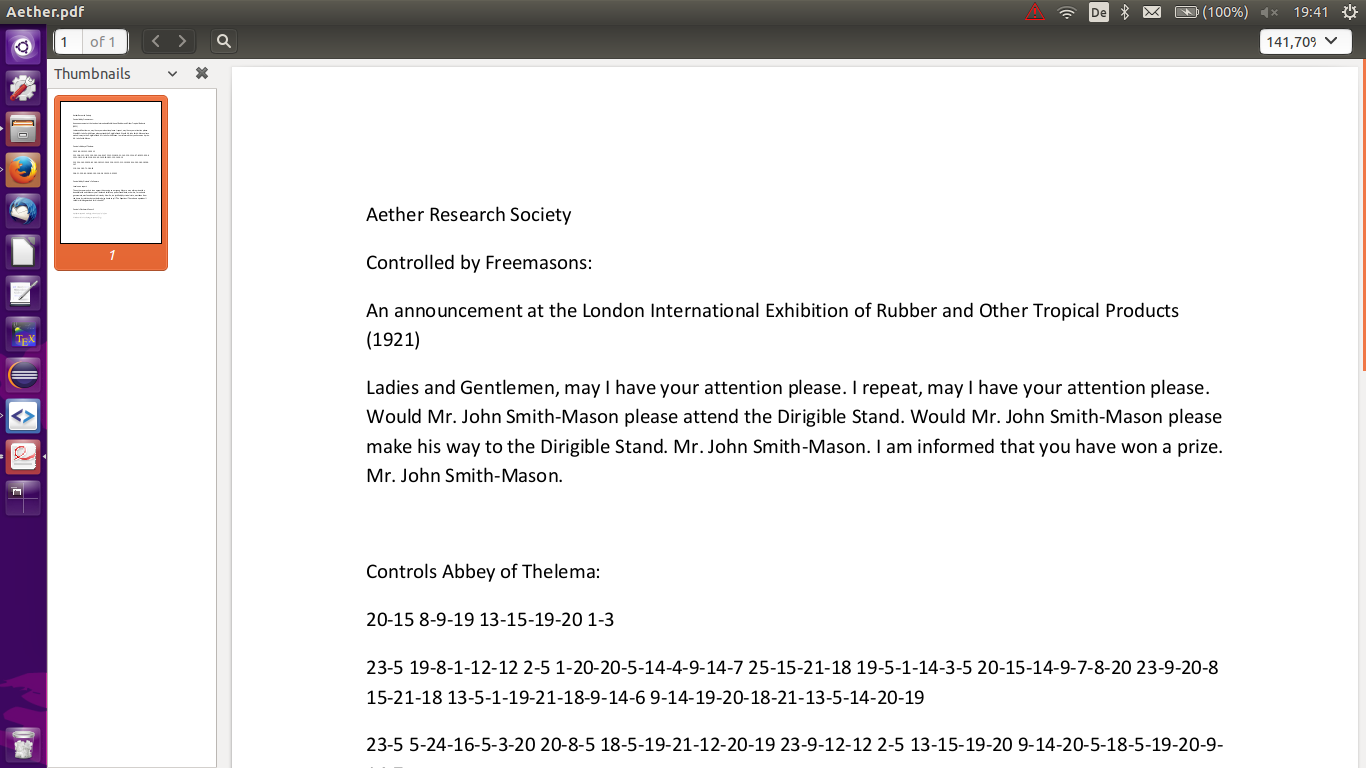 Aether.pdf
De
(100%)
19:41
1 of 1
141,70%
Thumbnails
1
Aether Research Society
Controlled by Freemasons:
An announcement at the London International Exhibition of Rubber and Other Tropical Products
(1921)
Ladies and Gentlemen, may I have your attention please. I repeat, may I have your attention please.
Would Mr. John Smith-Mason please attend the Dirigible Stand. Would Mr. John Smith-Mason please
make his way to the Dirigible Stand. Mr. John Smith-Mason. I am informed that you have won a prize.
Mr. John Smith-Mason.
Controls Abbey of Thelema:
20-15 8-9-19 13-15-19-20 1-3
23-5 19-8-1-12-12 2-5 1-20-20-5-14-4-9-14-7 25-15-21-18 19-5-1-14-3-5 20-15-14-9-7-8-20 23-9-20-8
15-21-18 13-5-1-19-21-18-9-14-6 9-14-19-20-18-21-13-5-14-20-19
23-5 5-24-16-5-3-20 20-8-5 18-5-19-21-12-20-19 23-9-12-12 2-5 13-15-19-20 9-14-20-5-18-5-19-20-9-